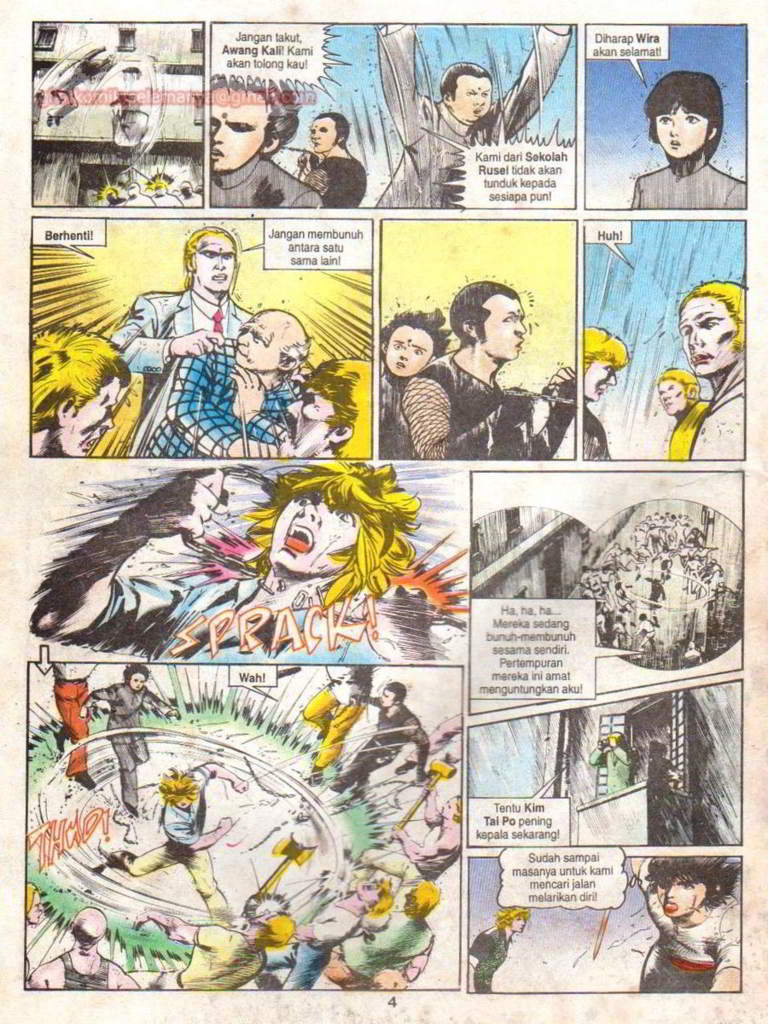 Jangan takut,
Awang Kali! Kami
akan tolong kau!
Kami dari Sekolah
Rusel tidak akan
tunduk kepada
sesiapa pun!
Diharap Wira
akan selamat!
Berhenti!
Jangan membunuh
antara satu
sama lain!
Huh!
SPRACK!
Ha, ha, ha...
Mereka sedang
bunuh-membunuh
sesama sendiri.
Pertempuran
mereka ini amat
menguntungkan aku!
Wah!
THUD!
Tentu Kim
Tai Po pening
kepala sekarang!
Sudah sampai
masanya untuk kami
mencari jalan
melarikan diri!
4